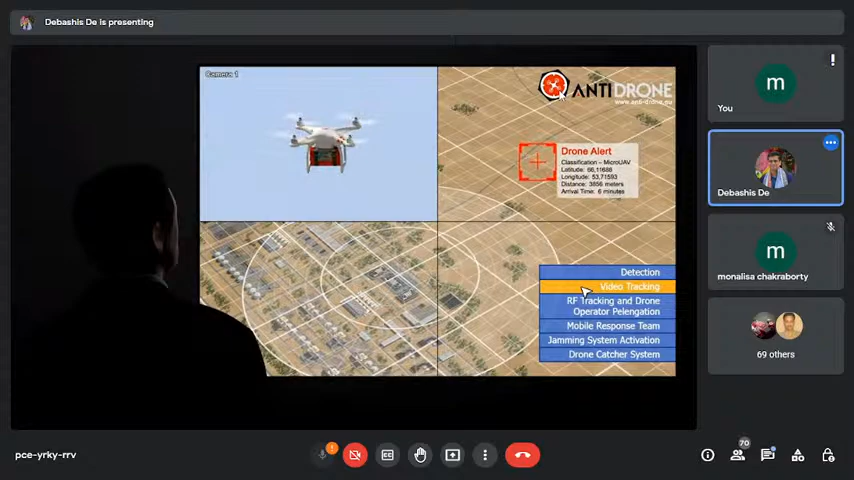 Debashis De is presenting
Camera 1
ANTIDRONE
www.anti-drone.eu
Drone Alert
Classification - MicroUAV
Latitude: 66,11688
Longitude: 53,71593
Distance: 3856 meters
Arrival Time: 6 minutes
Detection
Video Tracking
RF Tracking and Drone
Operator Pelengation
Mobile Response Team
Jamming System Activation
Drone Catcher System
m
You
Debashis De
m
monalisa chakraborty
69 others
pce-yrky-rrv
70